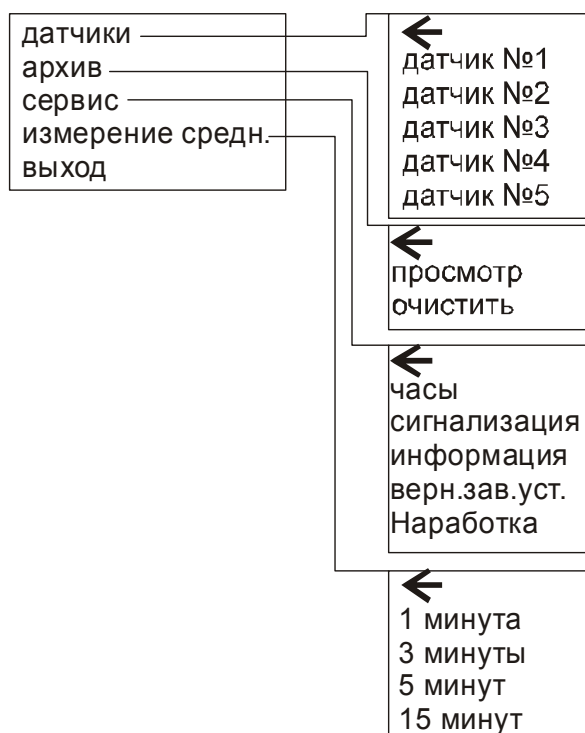 датчики
архив
сервис
измерение средн.
выход
датчик №1
датчик №2
датчик №3
датчик №4
датчик №5
просмотр
очистить
часы
сигнализация
информация
верн.зав.уст.
Наработка
1 минута
3 минуты
5 минут
15 минут